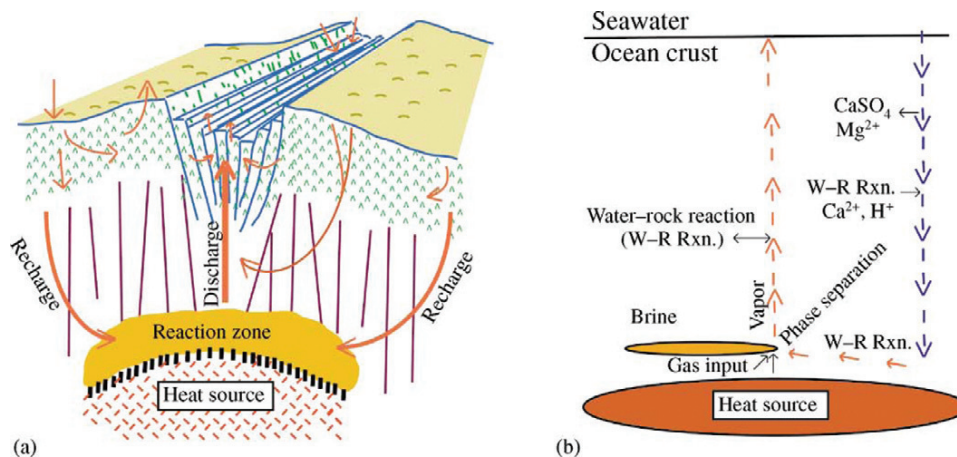 Recharge
Discharge
Recharge
Reaction zone
Heat source
(a)
Seawater
Ocean crust
CaSO₄
Mg²⁺
W–R Rxn.
Ca²⁺, H⁺
Water–rock reaction
(W–R Rxn.)
Vapor
Phase separation
Brine
W–R Rxn.
Gas input
Heat source
(b)